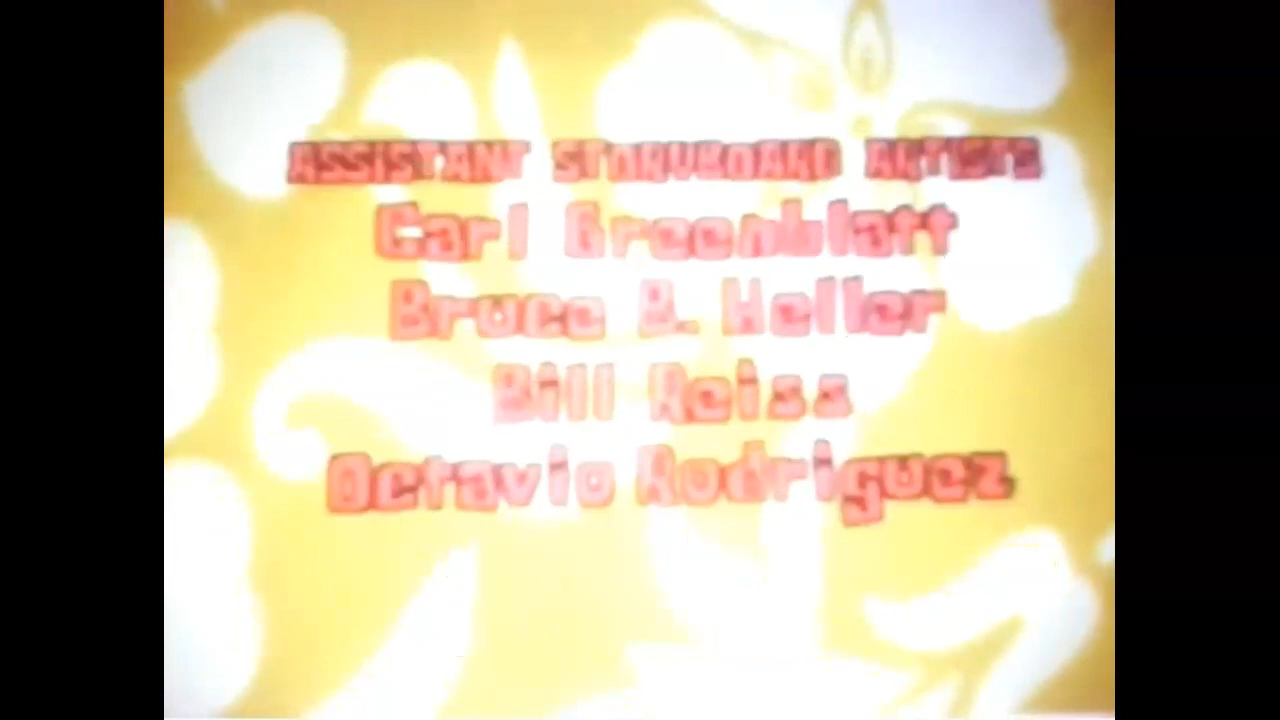 ASSISTANT STORYBOARD ARTISTS
Carl Greenblatt
Bruce B. Heller
Bill Reiss
Octavio Rodriguez